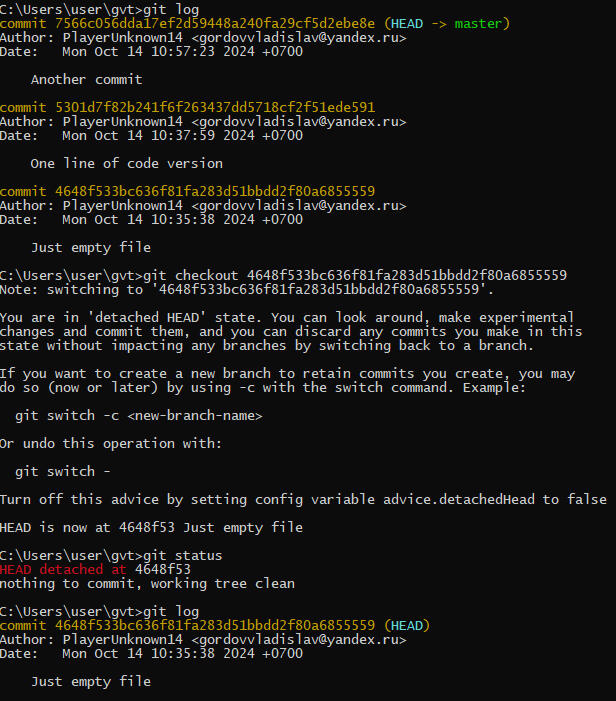 C:\Users\user\gvt>git log
commit 7566c056dda17ef2d59448a240fa29cf5d2ebe8e (HEAD -> master)
Author: PlayerUnknown14 <gordovvladislav@yandex.ru>
Date:   Mon Oct 14 10:57:23 2024 +0700
    Another commit
commit 5301d7f82b241f6f263437dd5718cf2f51ede591
Author: PlayerUnknown14 <gordovvladislav@yandex.ru>
Date:   Mon Oct 14 10:37:59 2024 +0700
    One line of code version
commit 4648f533bc636f81fa283d51bbdd2f80a6855559
Author: PlayerUnknown14 <gordovvladislav@yandex.ru>
Date:   Mon Oct 14 10:35:38 2024 +0700
    Just empty file
C:\Users\user\gvt>git checkout 4648f533bc636f81fa283d51bbdd2f80a6855559
Note: switching to '4648f533bc636f81fa283d51bbdd2f80a6855559'.
You are in 'detached HEAD' state. You can look around, make experimental
changes and commit them, and you can discard any commits you make in this
state without impacting any branches by switching back to a branch.
If you want to create a new branch to retain commits you create, you may
do so (now or later) by using -c with the switch command. Example:
  git switch -c <new-branch-name>
Or undo this operation with:
  git switch -
Turn off this advice by setting config variable advice.detachedHead to false
HEAD is now at 4648f53 Just empty file
C:\Users\user\gvt>git status
HEAD detached at 4648f53
nothing to commit, working tree clean
C:\Users\user\gvt>git log
commit 4648f533bc636f81fa283d51bbdd2f80a6855559 (HEAD)
Author: PlayerUnknown14 <gordovvladislav@yandex.ru>
Date:   Mon Oct 14 10:35:38 2024 +0700
    Just empty file